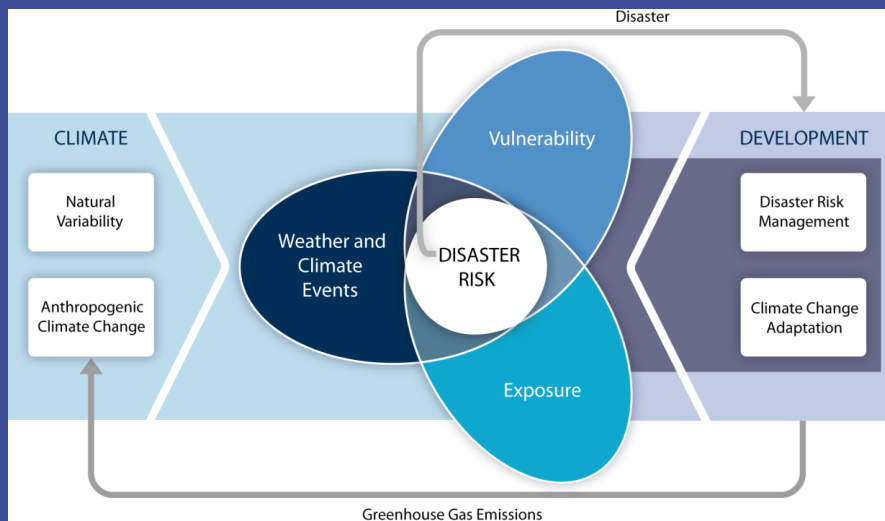 Disaster
CLIMATE
Natural
Variability
Anthropogenic
Climate Change
Weather and
Climate
Events
Vulnerability
DISASTER
RISK
Exposure
DEVELOPMENT
Disaster Risk
Management
Climate Change
Adaptation
Greenhouse Gas Emissions